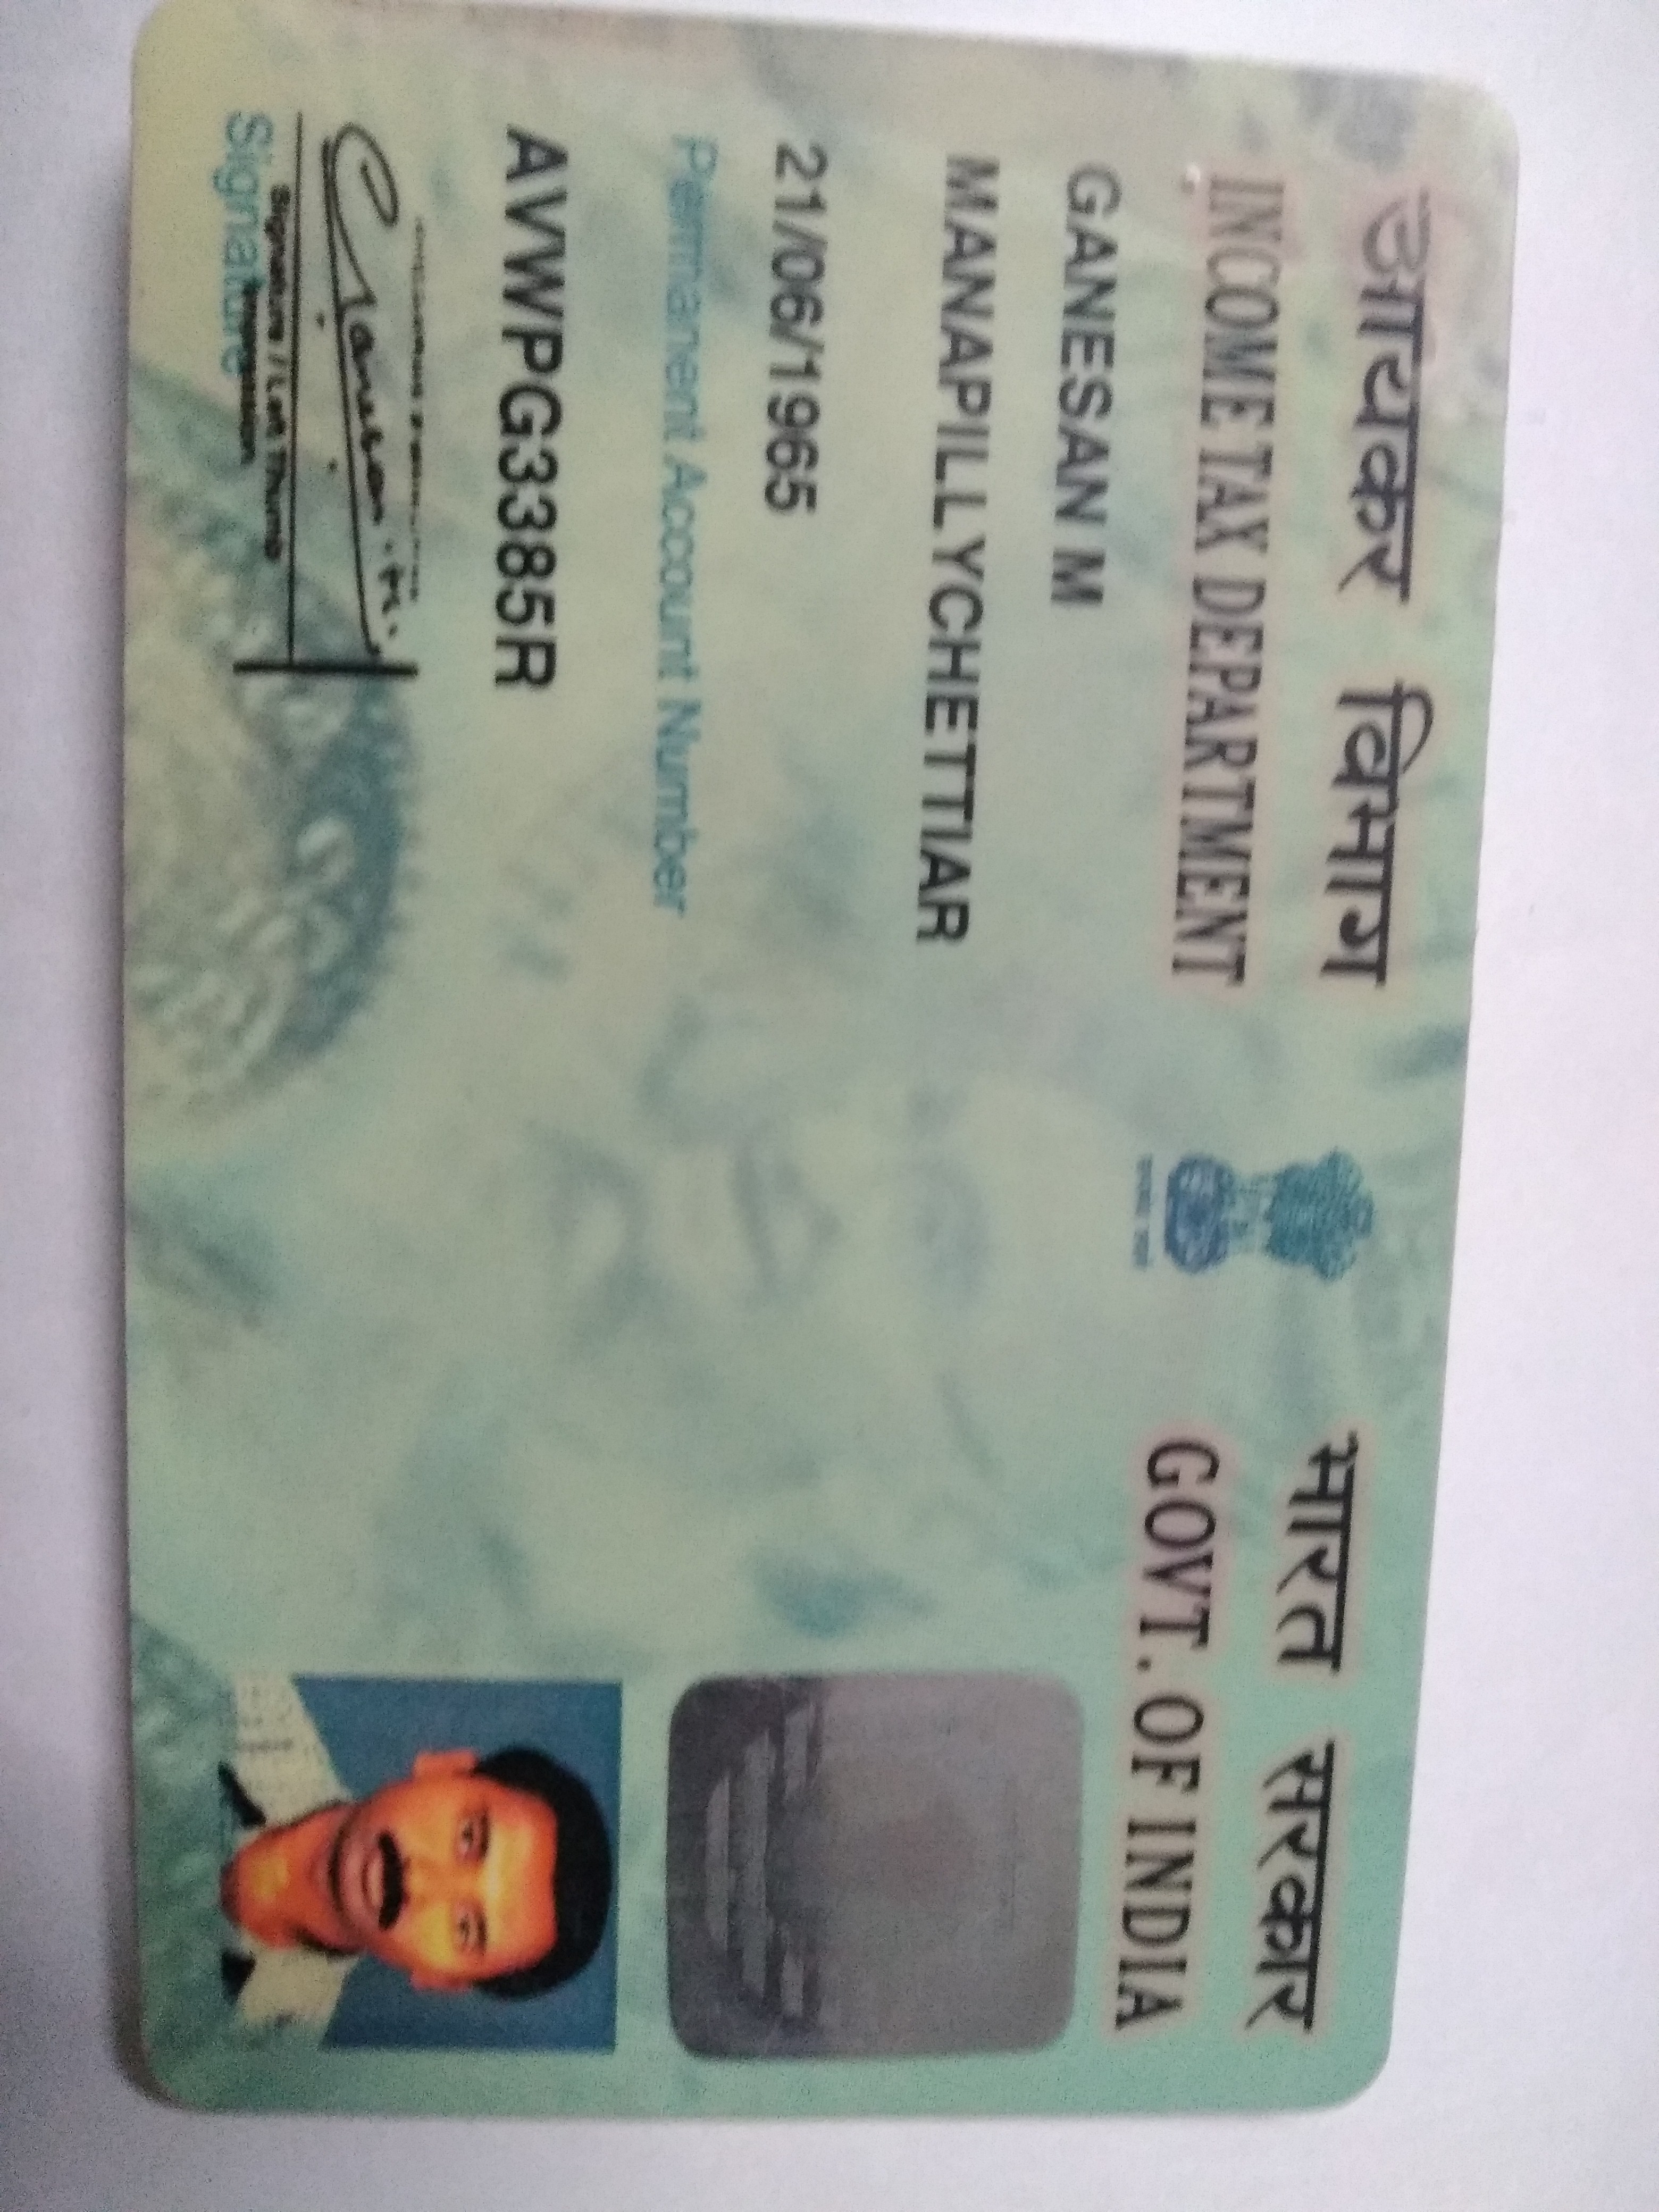 आयकर विभाग
INCOME TAX DEPARTMENT
भारत सरकार
GOVT. OF INDIA
GANESAN M
MANAPILLYCHETTIAR
21/06/1965
Permanent Account Number
AVWPG3385R
Ganesan.M.
Signature / Left Thumb
Signature